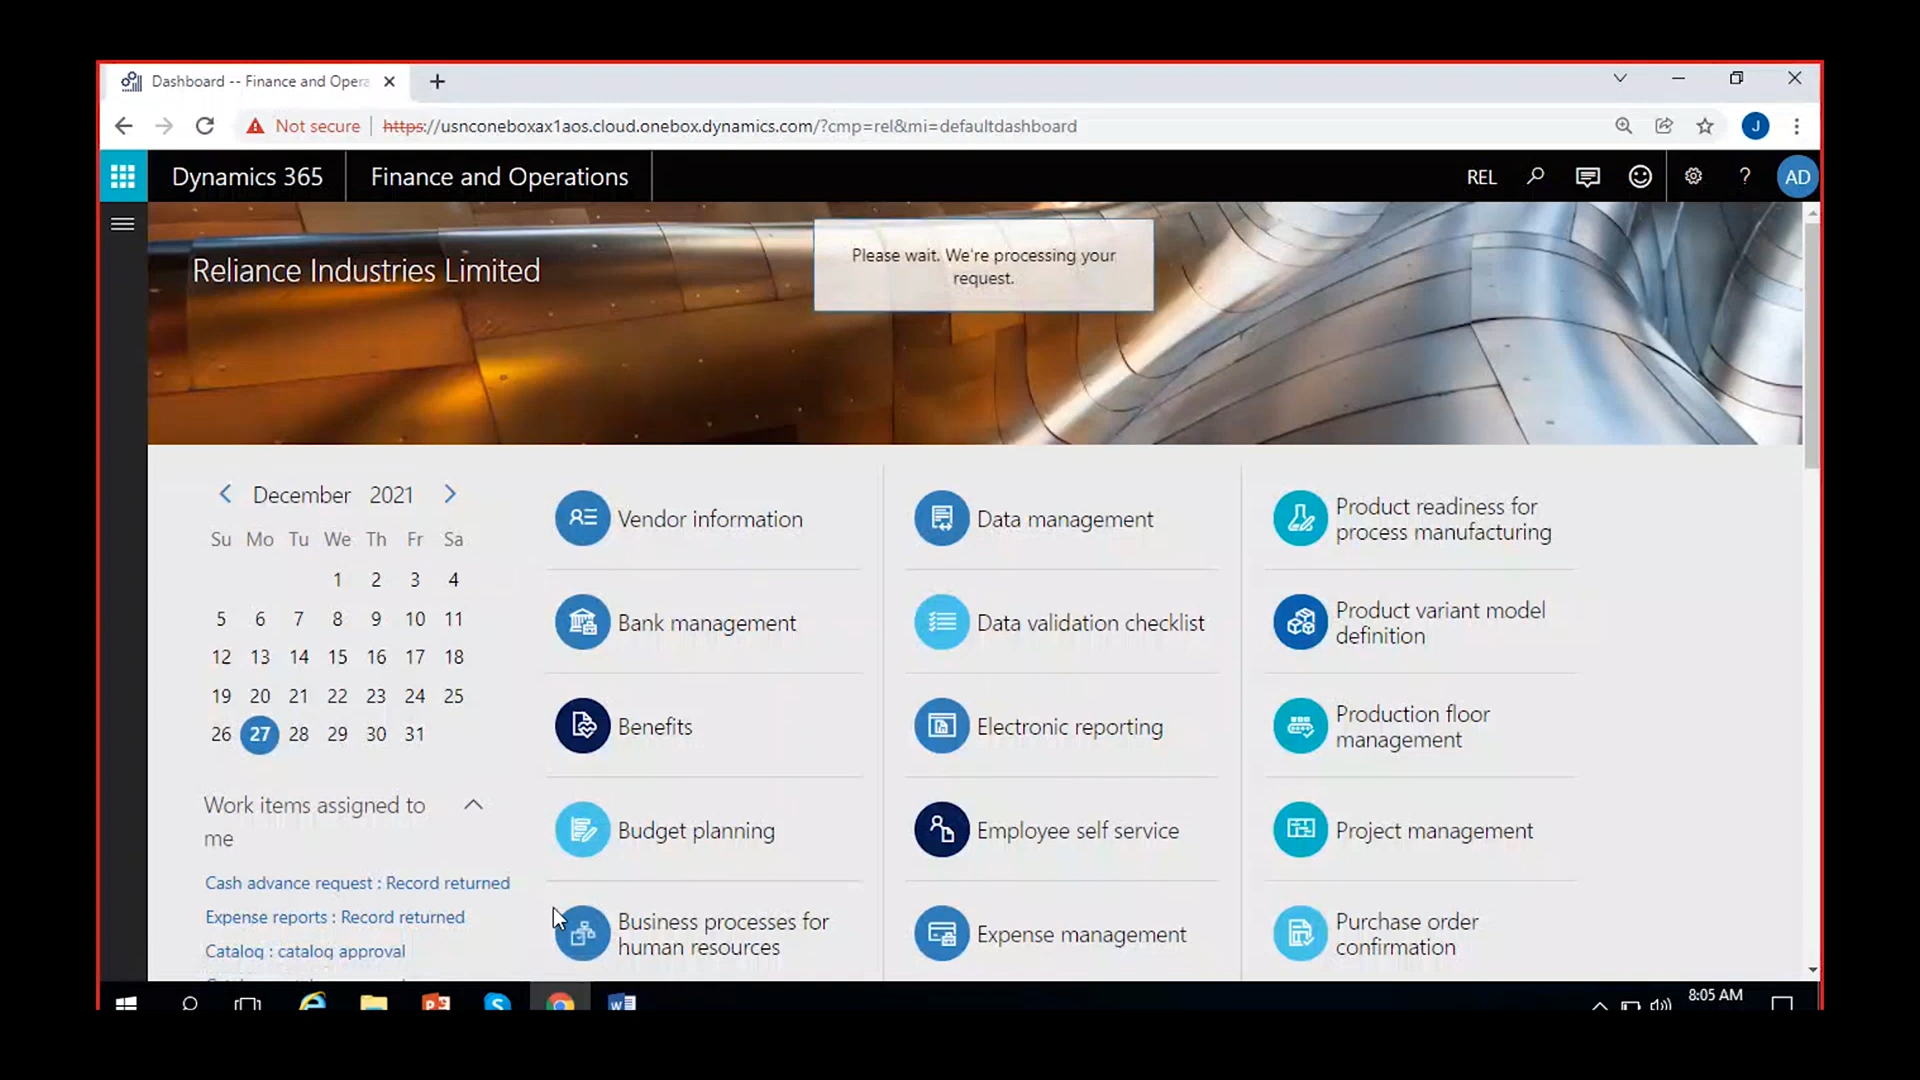 Dashboard -- Finance and Opera
Not secure
https://usnconeboxax1aos.cloud.onebox.dynamics.com/?cmp=rel&mi=defaultdashboard
J
Dynamics 365
Finance and Operations
REL
?
AD
Reliance Industries Limited
Please wait. We're processing your
request.
December 2021
Su Mo Tu We Th Fr Sa
1 2 3 4
5 6 7 8 9 10 11
12 13 14 15 16 17 18
19 20 21 22 23 24 25
26 27 28 29 30 31
Work items assigned to
me
Cash advance request : Record returned
Expense reports : Record returned
Catalog : catalog approval
Vendor information
Bank management
Benefits
Budget planning
Business processes for
human resources
Data management
Data validation checklist
Electronic reporting
Employee self service
Expense management
Product readiness for
process manufacturing
Product variant model
definition
Production floor
management
Project management
Purchase order
confirmation
8:05 AM